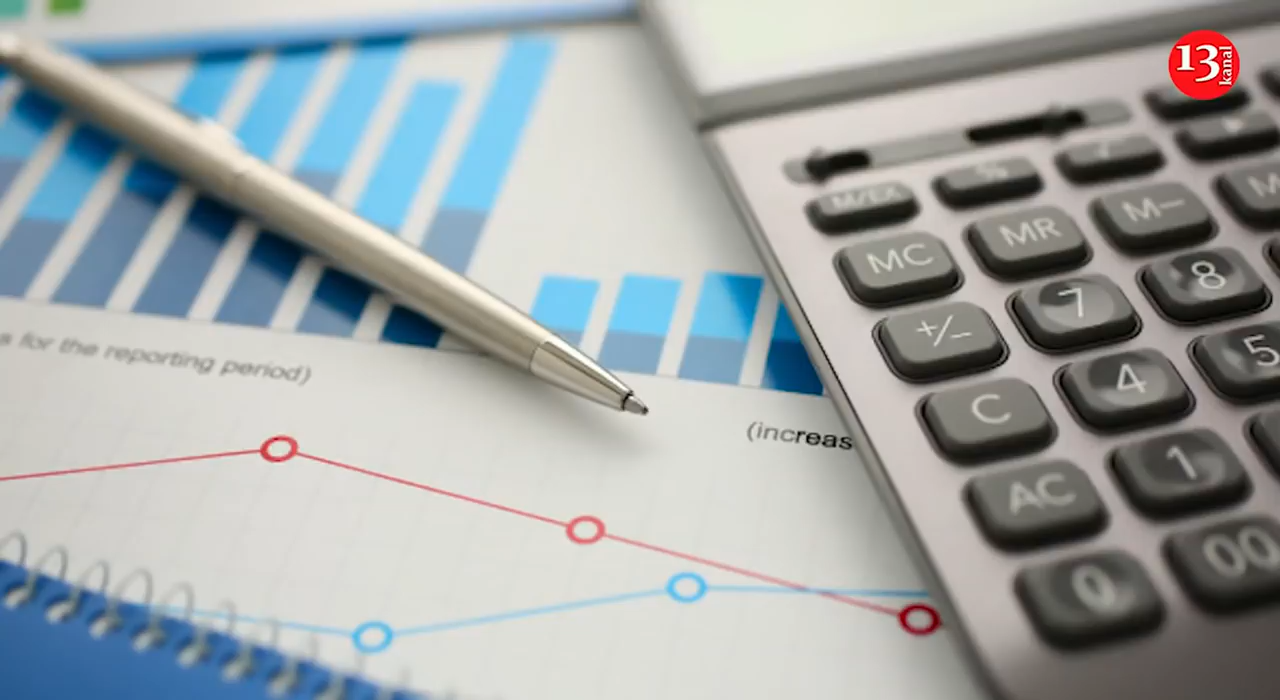 13
kanal
M/EX %
MC MR M−
+/− 7 8
C 4 5
AC 1
0 00
s for the reporting period)
(increas